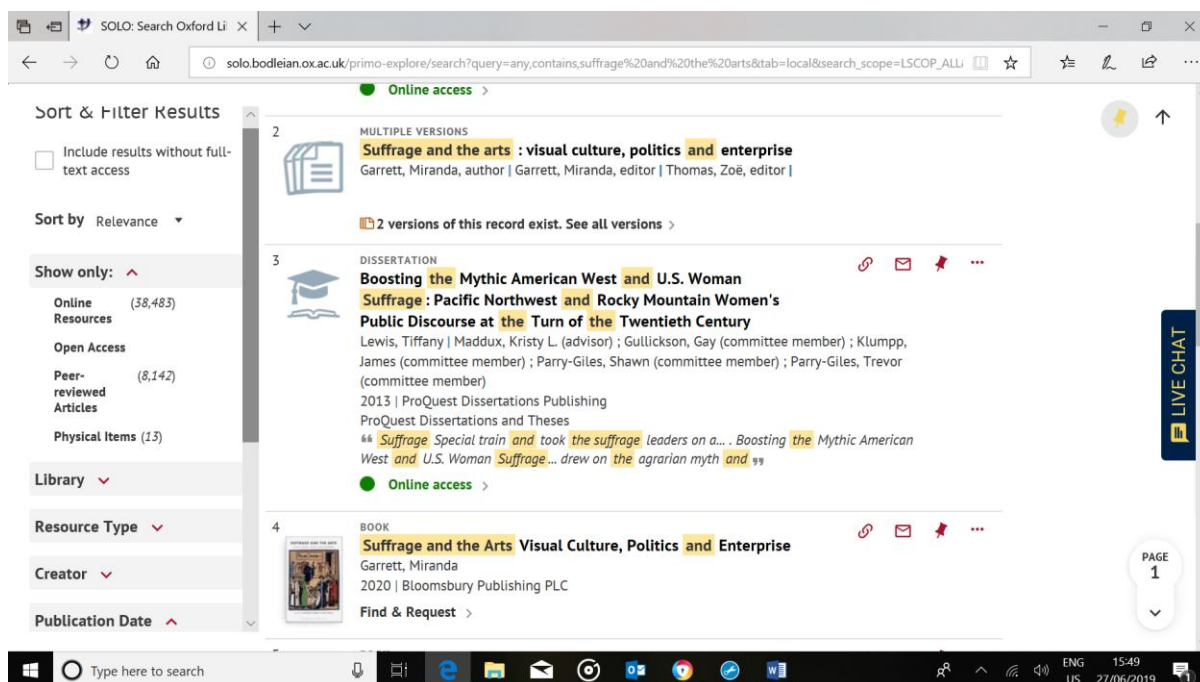 SOLO: Search Oxford Li
solo.bodleian.ox.ac.uk/primo-explore/search?query=any,contains,suffrage%20and%20the%20arts&tab=local&search_scope=LSCOP_ALL
Sort & Filter Results
Include results without full-
text access
Sort by Relevance
Show only:
Online Resources (38,483)
Open Access
Peer-reviewed Articles (8,142)
Physical Items (13)
Library
Resource Type
Creator
Publication Date
Online access
2
MULTIPLE VERSIONS
Suffrage and the arts : visual culture, politics and enterprise
Garrett, Miranda, author | Garrett, Miranda, editor | Thomas, Zoë, editor |
2 versions of this record exist. See all versions
3
DISSERTATION
Boosting the Mythic American West and U.S. Woman
Suffrage: Pacific Northwest and Rocky Mountain Women's
Public Discourse at the Turn of the Twentieth Century
Lewis, Tiffany | Maddux, Kristy L. (advisor) ; Gullickson, Gay (committee member) ; Klumpp,
James (committee member) ; Parry-Giles, Shawn (committee member) ; Parry-Giles, Trevor
(committee member)
2013 | ProQuest Dissertations Publishing
ProQuest Dissertations and Theses
❝ Suffrage Special train and took the suffrage leaders on a... . Boosting the Mythic American
West and U.S. Woman Suffrage... drew on the agrarian myth and ❞
Online access
4
BOOK
Suffrage and the Arts Visual Culture, Politics and Enterprise
Garrett, Miranda
2020 | Bloomsbury Publishing PLC
Find & Request
SUFFRAGE AND THE ARTS
LIVE CHAT
PAGE
1
Type here to search
ENG
US
15:49
27/06/2019